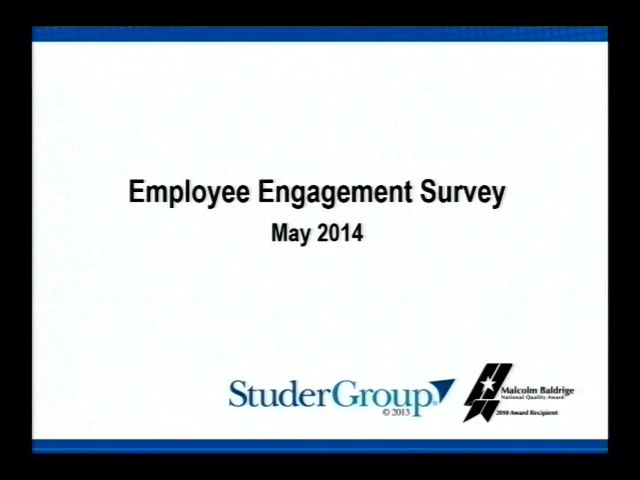 Employee Engagement Survey
May 2014
StuderGroup®
© 2013
Malcolm Baldrige
National Quality Award
2010 Award Recipient